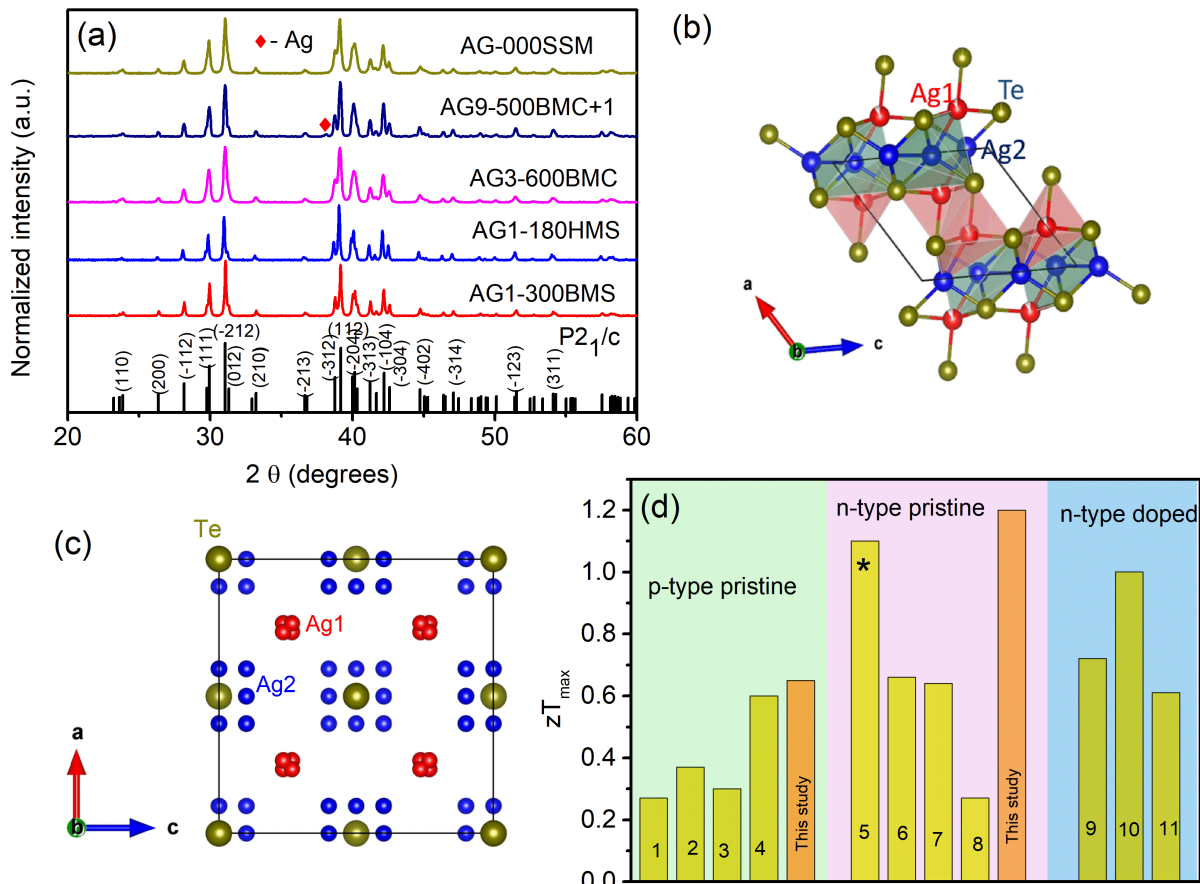 (a)
- Ag
AG-000SSM
AG9-500BMC+1
AG3-600BMC
AG1-180HMS
AG1-300BMS
P2₁/c
(110)
(200)
(-112)
(111)
(-212)
(012)
(210)
(-213)
(-312)
(112)
(-204)
(-313)
(-104)
(-304)
(-402)
(-314)
(-123)
(311)
Normalized intensity (a.u.)
20 30 40 50 60
2 θ (degrees)
(b)
Ag1
Te
Ag2
a
b
c
(c)
Te
Ag1
Ag2
a
b
c
(d)
p-type pristine
n-type pristine
n-type doped
zTmax
1.2
1.0
0.8
0.6
0.4
0.2
0.0
1
2
3
4
This study
5
*
6
7
8
This study
9
10
11